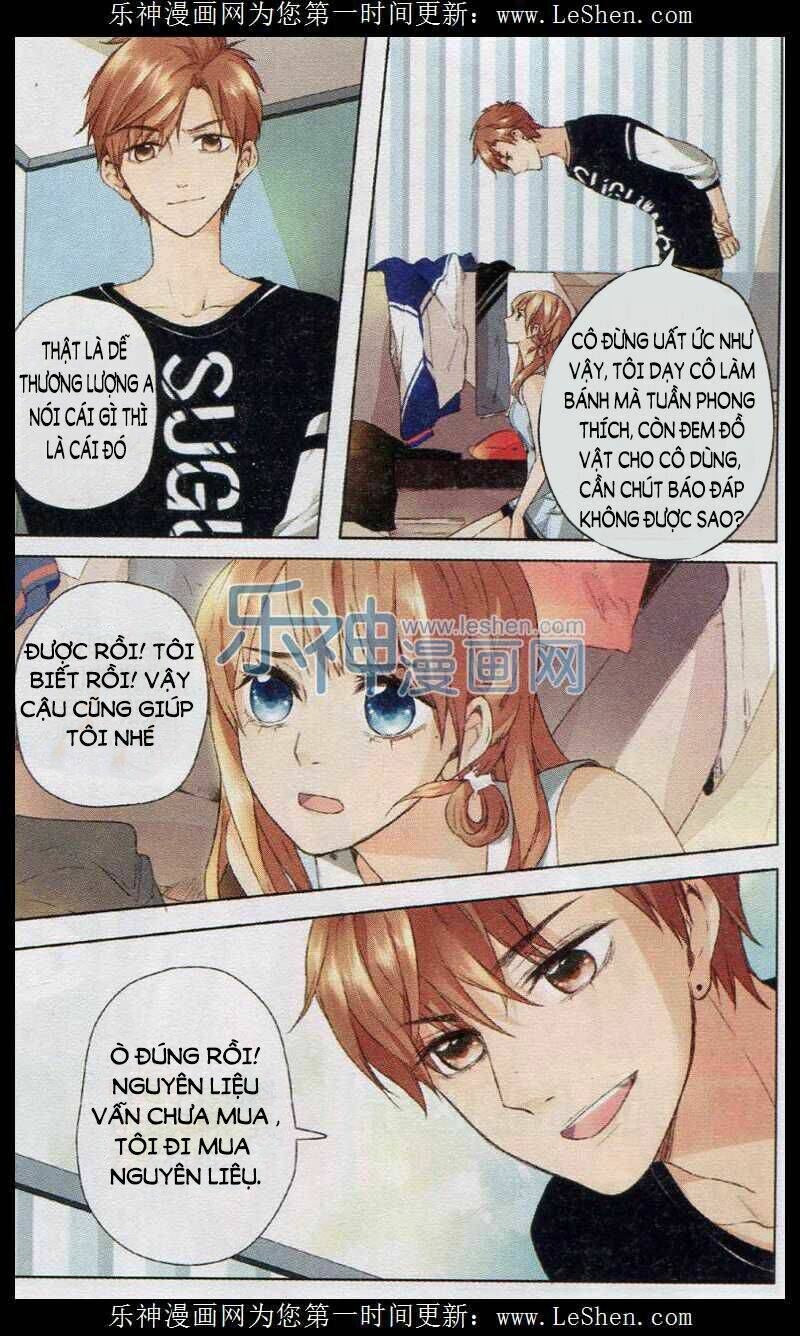 乐神漫画网为您第一时间更新：www.LeShen.com
THẬT LÀ DỄ
THƯƠNG LƯỢNG A
NÓI CÁI GÌ THÌ
LÀ CÁI ĐÓ
SUGU
CÔ ĐỪNG UẤT ỨC NHƯ
VẬY, TÔI DẠY CÔ LÀM
BÁNH MÀ TUẤN PHONG
THÍCH, CÒN ĐEM ĐỒ
VẬT CHO CÔ DÙNG,
CẦN CHÚT BÁO ĐÁP
KHÔNG ĐƯỢC SAO?
乐神漫画网
www.leshen.com
ĐƯỢC RỒI! TÔI
BIẾT RỒI! VẬY
CẬU CŨNG GIÚP
TÔI NHÉ
Ò ĐÚNG RỒI!
NGUYÊN LIỆU
VẪN CHƯA MUA ,
TÔI ĐI MUA
NGUYÊN LIỆU.
乐神漫画网为您第一时间更新：www.LeShen.com